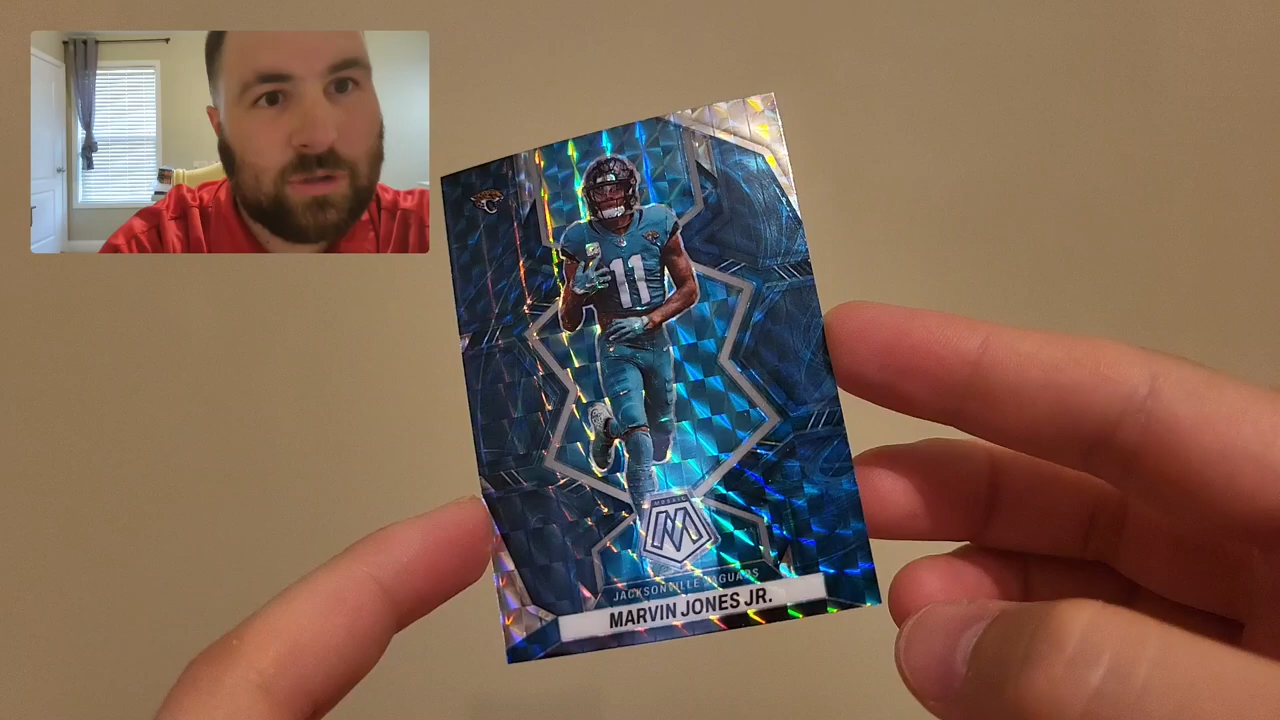 11
MOSAIC
M
JACKSONVILLE JAGUARS
MARVIN JONES JR.